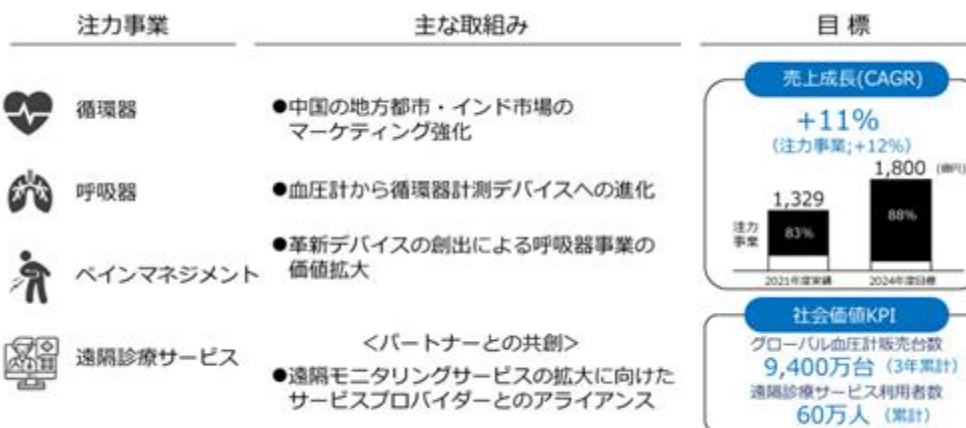 注力事業
主な取組み
目標
循環器
●中国の地方都市・インド市場の
マーケティング強化
呼吸器
●血圧計から循環器計測デバイスへの進化
ペインマネジメント
●革新デバイスの創出による呼吸器事業の
価値拡大
遠隔診療サービス
<パートナーとの共創>
●遠隔モニタリングサービスの拡大に向けた
サービスプロバイダーとのアライアンス
売上成長(CAGR)
+11%
(注力事業;+12%)
1,800 (億円)
1,329
注力
事業
83%
88%
2021年度実績
2024年度目標
社会価値KPI
グローバル血圧計販売台数
9,400万台 (3年累計)
遠隔診療サービス利用者数
60万人 (累計)